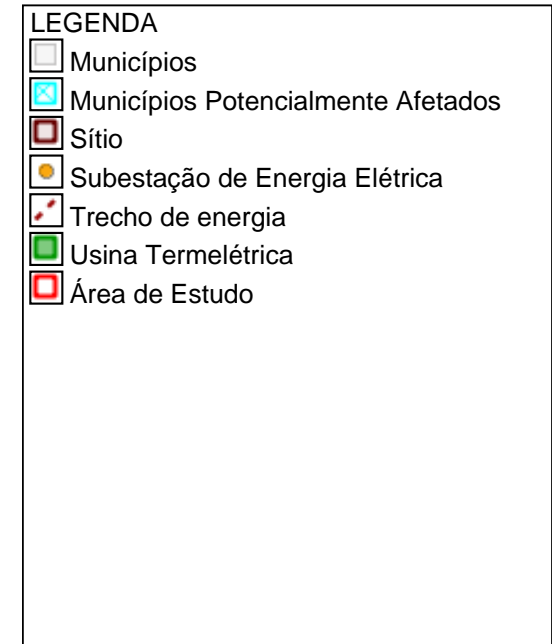 LEGENDA
Municípios
Municípios Potencialmente Afetados
Sítio
Subestação de Energia Elétrica
Trecho de energia
Usina Termelétrica
Área de Estudo